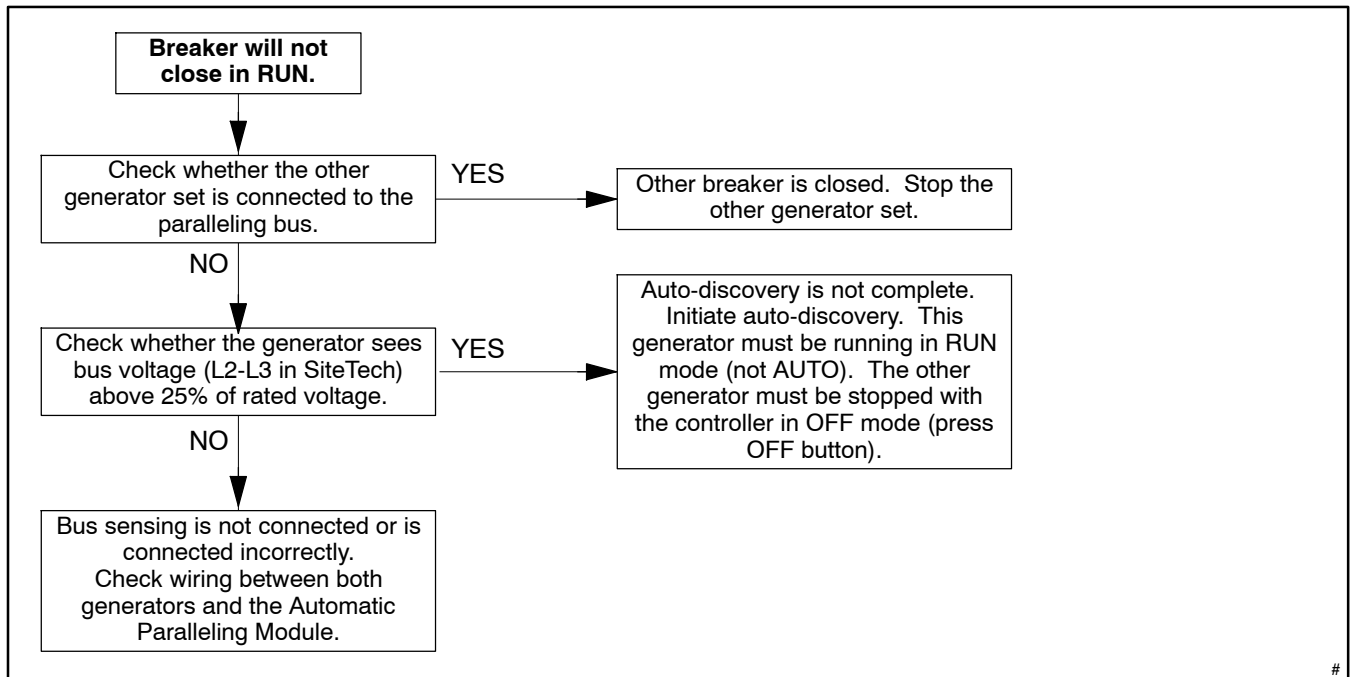 Breaker will not
close in RUN.
Check whether the other
generator set is connected to the
paralleling bus.
YES
Other breaker is closed.  Stop the
other generator set.
NO
Check whether the generator sees
bus voltage (L2-L3 in SiteTech)
above 25% of rated voltage.
YES
Auto-discovery is not complete.
Initiate auto-discovery.  This
generator must be running in RUN
mode (not AUTO).  The other
generator must be stopped with
the controller in OFF mode (press
OFF button).
NO
Bus sensing is not connected or is
connected incorrectly.
Check wiring between both
generators and the Automatic
Paralleling Module.
#